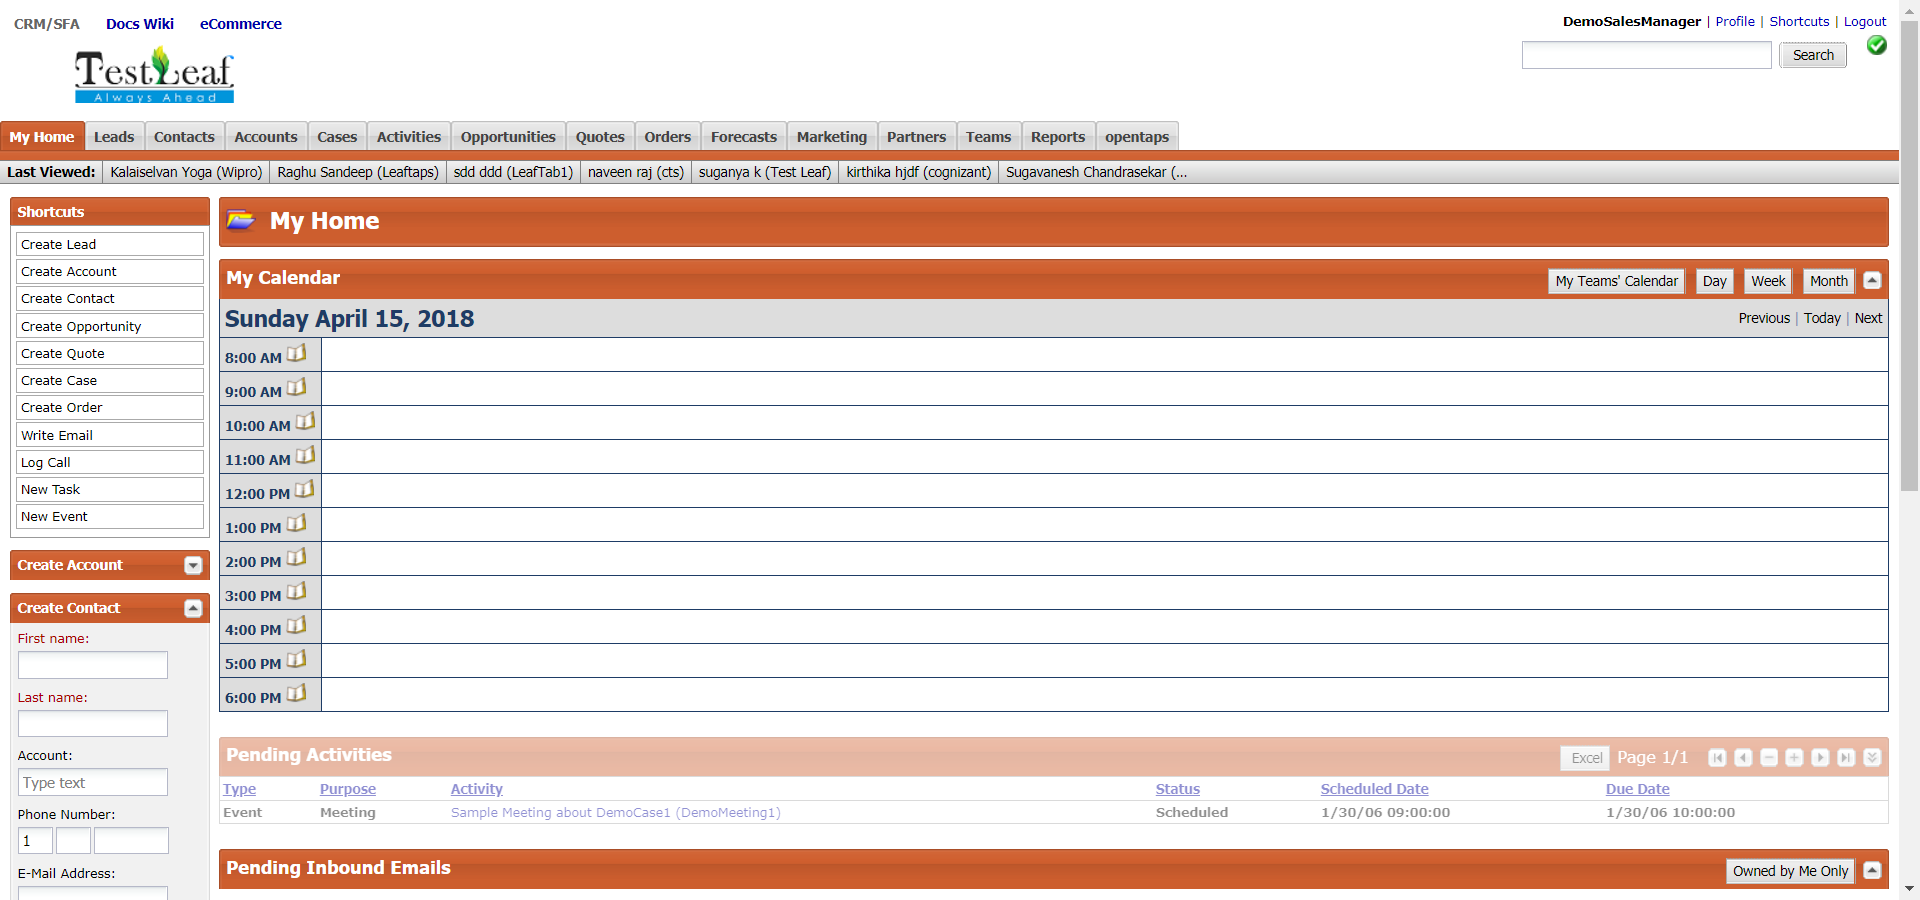 CRM/SFA Docs Wiki eCommerce
DemoSalesManager | Profile | Shortcuts | Logout
Search
TestLeaf
Always Ahead
My Home Leads Contacts Accounts Cases Activities Opportunities Quotes Orders Forecasts Marketing Partners Teams Reports opentaps
Last Viewed: Kalaiselvan Yoga (Wipro) Raghu Sandeep (Leaftaps) sdd ddd (LeafTab1) naveen raj (cts) suganya k (Test Leaf) kirthika hjdf (cognizant) Sugavanesh Chandrasekar (...
Shortcuts
Create Lead
Create Account
Create Contact
Create Opportunity
Create Quote
Create Case
Create Order
Write Email
Log Call
New Task
New Event
Create Account
Create Contact
First name:
Last name:
Account:
Type text
Phone Number:
1
E-Mail Address:
My Home
My Calendar My Teams' Calendar Day Week Month
Sunday April 15, 2018 Previous | Today | Next
8:00 AM
9:00 AM
10:00 AM
11:00 AM
12:00 PM
1:00 PM
2:00 PM
3:00 PM
4:00 PM
5:00 PM
6:00 PM
Pending Activities Excel Page 1/1
Type Purpose Activity Status Scheduled Date Due Date
Event Meeting Sample Meeting about DemoCase1 (DemoMeeting1) Scheduled 1/30/06 09:00:00 1/30/06 10:00:00
Pending Inbound Emails Owned by Me Only